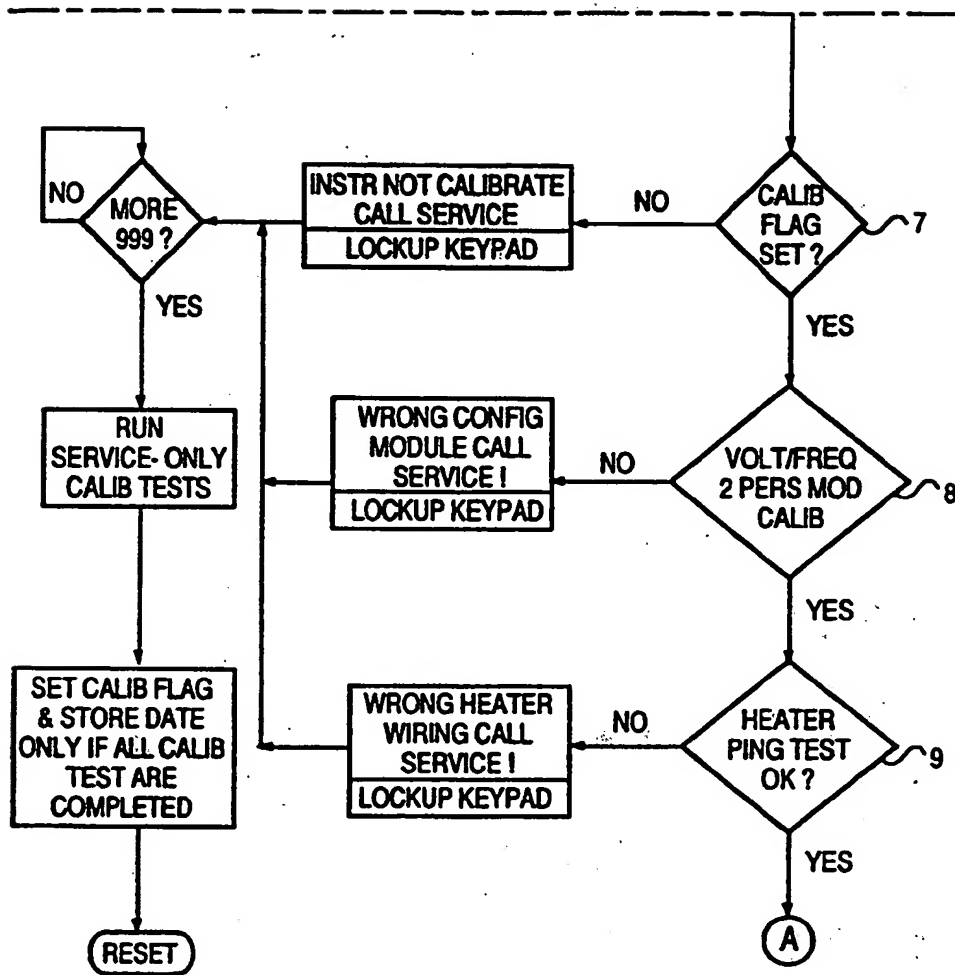 NO
MORE
999 ?
YES
INSTR NOT CALIBRATE
CALL SERVICE
LOCKUP KEYPAD
NO
CALIB
FLAG
SET ?
7
YES
RUN
SERVICE- ONLY
CALIB TESTS
WRONG CONFIG
MODULE CALL
SERVICE !
LOCKUP KEYPAD
NO
VOLT/FREQ
2 PERS MOD
CALIB
8
YES
SET CALIB FLAG
& STORE DATE
ONLY IF ALL CALIB
TEST ARE
COMPLETED
WRONG HEATER
WIRING CALL
SERVICE !
LOCKUP KEYPAD
NO
HEATER
PING TEST
OK ?
9
YES
RESET
A